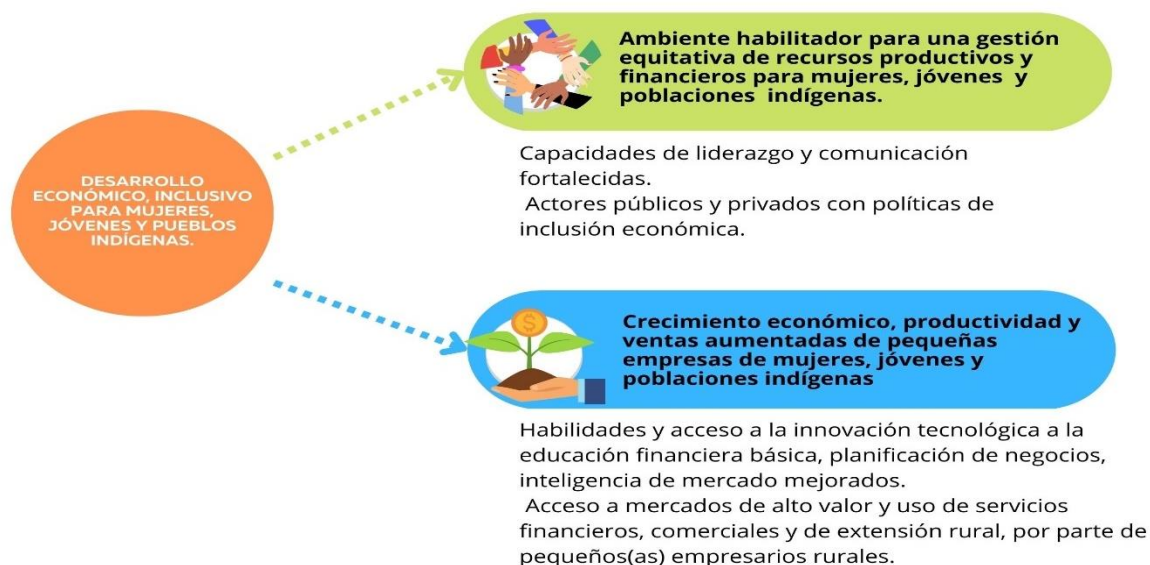 DESARROLLO
ECONÓMICO, INCLUSIVO
PARA MUJERES,
JÓVENES Y PUEBLOS
INDÍGENAS.
Ambiente habilitador para una gestión
equitativa de recursos productivos y
financieros para mujeres, jóvenes y
poblaciones indígenas.
Capacidades de liderazgo y comunicación
fortalecidas.
Actores públicos y privados con políticas de
inclusión económica.
Crecimiento económico, productividad y
ventas aumentadas de pequeñas
empresas de mujeres, jóvenes y
poblaciones indígenas
Habilidades y acceso a la innovación tecnológica a la
educación financiera básica, planificación de negocios,
inteligencia de mercado mejorados.
Acceso a mercados de alto valor y uso de servicios
financieros, comerciales y de extensión rural, por parte de
pequeños(as) empresarios rurales.